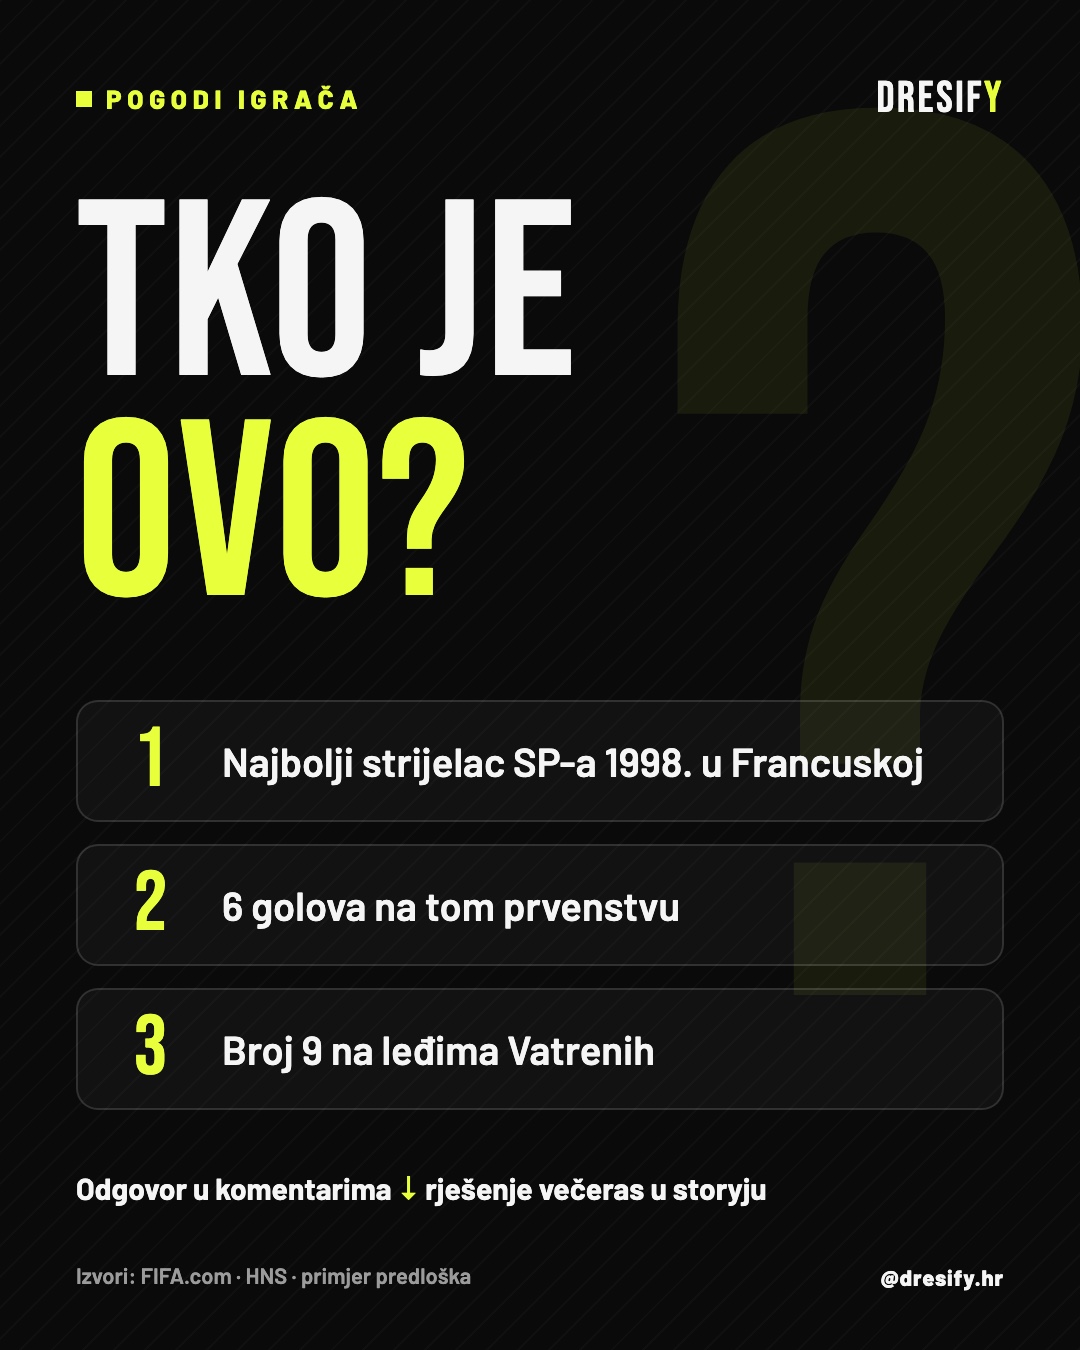 POGODI IGRAČA
DRESIFY
TKO JE
OVO?
1 Najbolji strijelac SP-a 1998. u Francuskoj
2 6 golova na tom prvenstvu
3 Broj 9 na leđima Vatrenih
Odgovor u komentarima ↓ rješenje večeras u storyju
Izvori: FIFA.com · HNS · primjer predloška
@dresify.hr